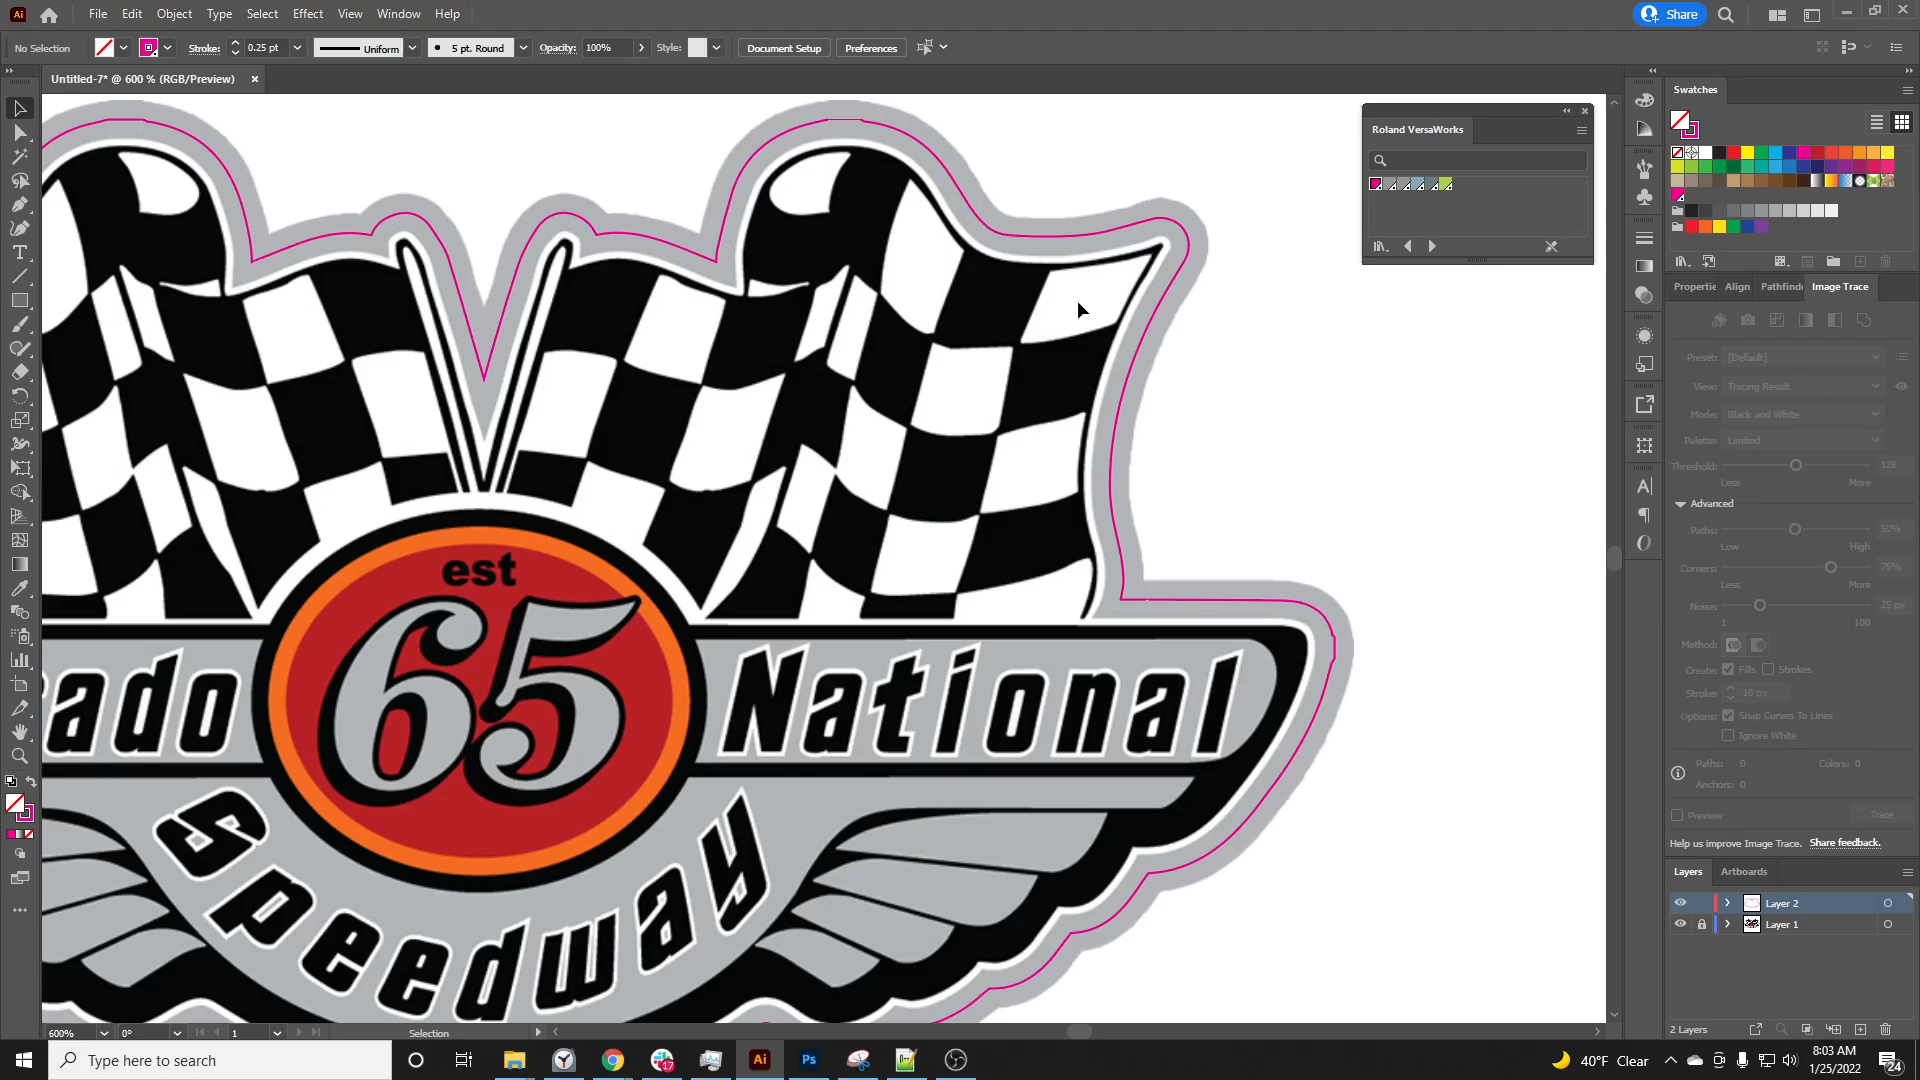 Ai File Edit Object Type Select Effect View Window Help Share
No Selection Stroke: 0.25 pt Uniform 5 pt. Round Opacity: 100% Style: Document Setup Preferences
Untitled-7* @ 600 % (RGB/Preview)
Roland VersaWorks
Swatches
Propertie Align Pathfinde Image Trace
Preset: [Default]
View: Tracing Result
Mode: Black and White
Palette: Limited
Threshold: 128
Less More
Advanced
Paths: 50%
Low High
Corners: 75%
Less More
Noise: 25 px
1 100
Method:
Create: Fills Strokes
Stroke: 10 px
Options: Snap Curves To Lines
Ignore White
Paths: 0 Colors: 0
Anchors: 0
Preview Trace
Help us improve Image Trace. Share feedback.
Layers Artboards
Layer 2
Layer 1
2 Layers
est
65
ado National
Speedway
600% 0° 1 Selection
Type here to search
17
Ai
Ps
40°F Clear
8:03 AM
1/25/2022
24